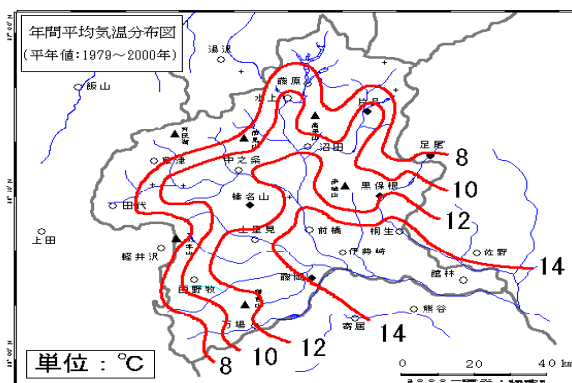 年間平均気温分布図
(平年値:1979～2000年)
湯沢
飯山
藤原
水上
片品
足尾
沼田
草津
中之条
8
10
黒保根
田代
榛名山
12
上田
上里見
前橋
桐生
軽井沢
伊勢崎
佐野
14
西野牧
藤岡
館林
万場
寄居
熊谷
14
12
10
8
単位：℃
0
20
40